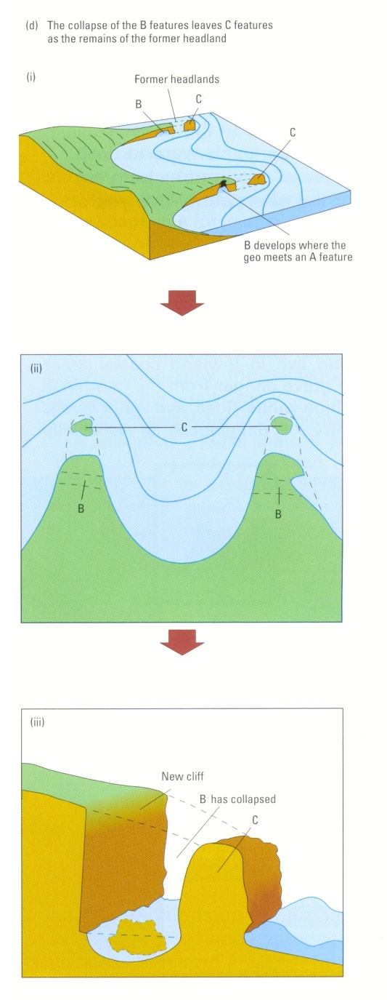 (d) The collapse of the B features leaves C features
as the remains of the former headland
(i)
Former headlands
B
C
C
B develops where the
geo meets an A feature
(ii)
C
B
B
(iii)
New cliff
B has collapsed
C